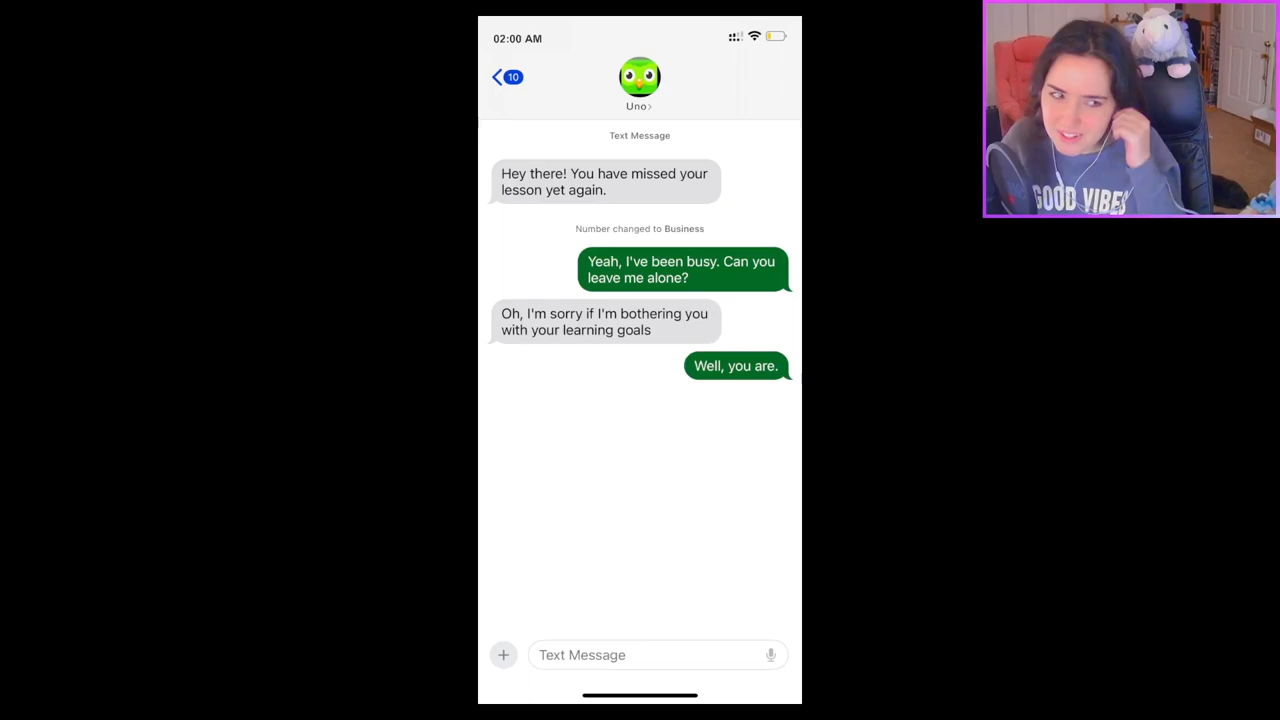 02:00 AM
10
Uno
Text Message
Hey there! You have missed your
lesson yet again.
Number changed to Business
Yeah, I've been busy. Can you
leave me alone?
Oh, I'm sorry if I'm bothering you
with your learning goals
Well, you are.
Text Message
GOOD VIBES